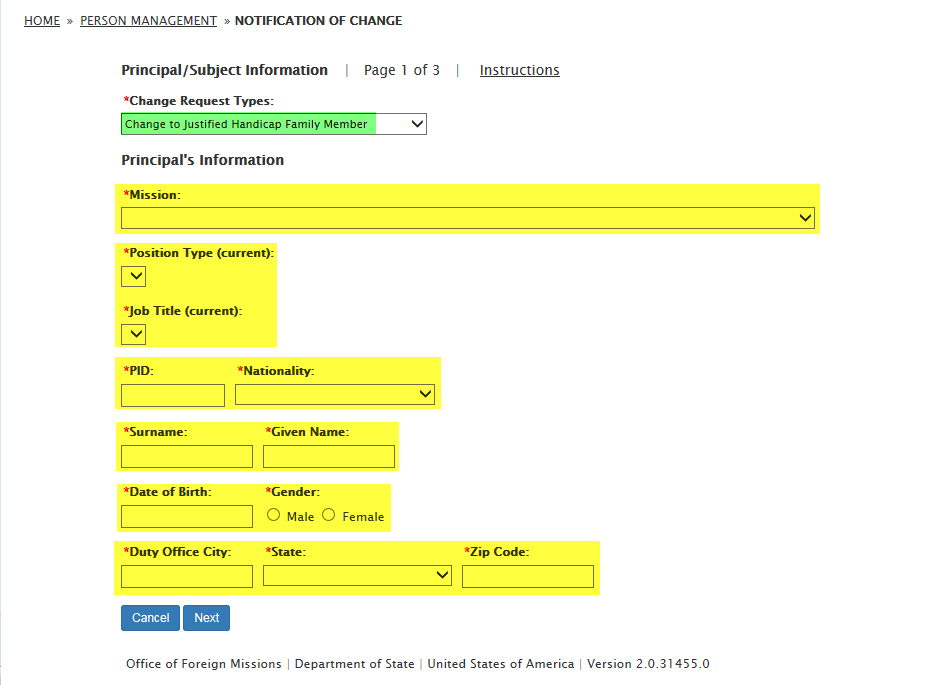 HOME » PERSON MANAGEMENT » NOTIFICATION OF CHANGE
Principal/Subject Information | Page 1 of 3 | Instructions
*Change Request Types:
Change to Justified Handicap Family Member
Principal's Information
*Mission:
*Position Type (current):
*Job Title (current):
*PID: *Nationality:
*Surname: *Given Name:
*Date of Birth: *Gender:
Male Female
*Duty Office City: *State: *Zip Code:
Cancel Next
Office of Foreign Missions | Department of State | United States of America | Version 2.0.31455.0